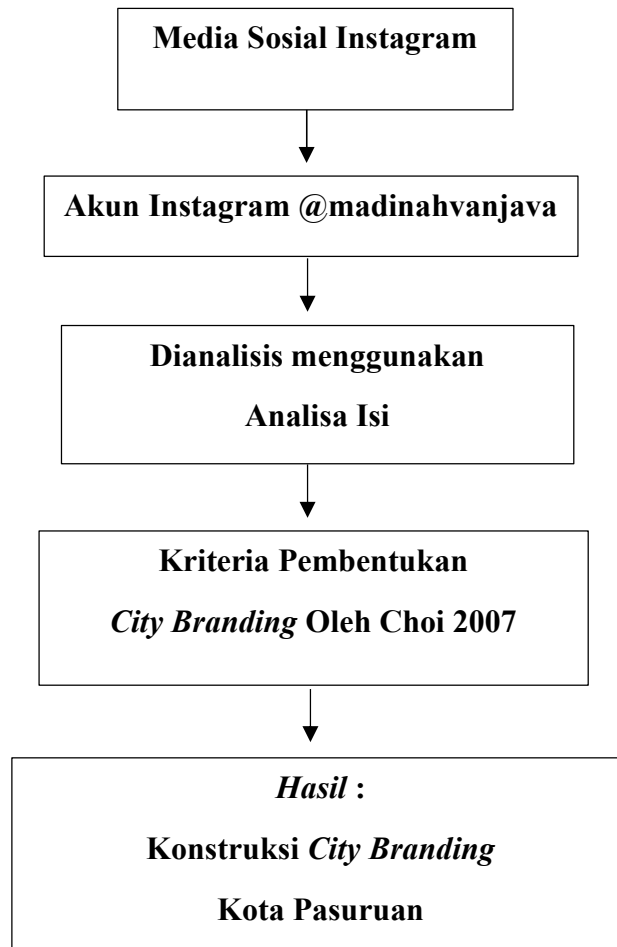 Media Sosial Instagram
Akun Instagram @madinahvanjava
Dianalisis menggunakan
Analisa Isi
Kriteria Pembentukan
City Branding Oleh Choi 2007
Hasil :
Konstruksi City Branding
Kota Pasuruan